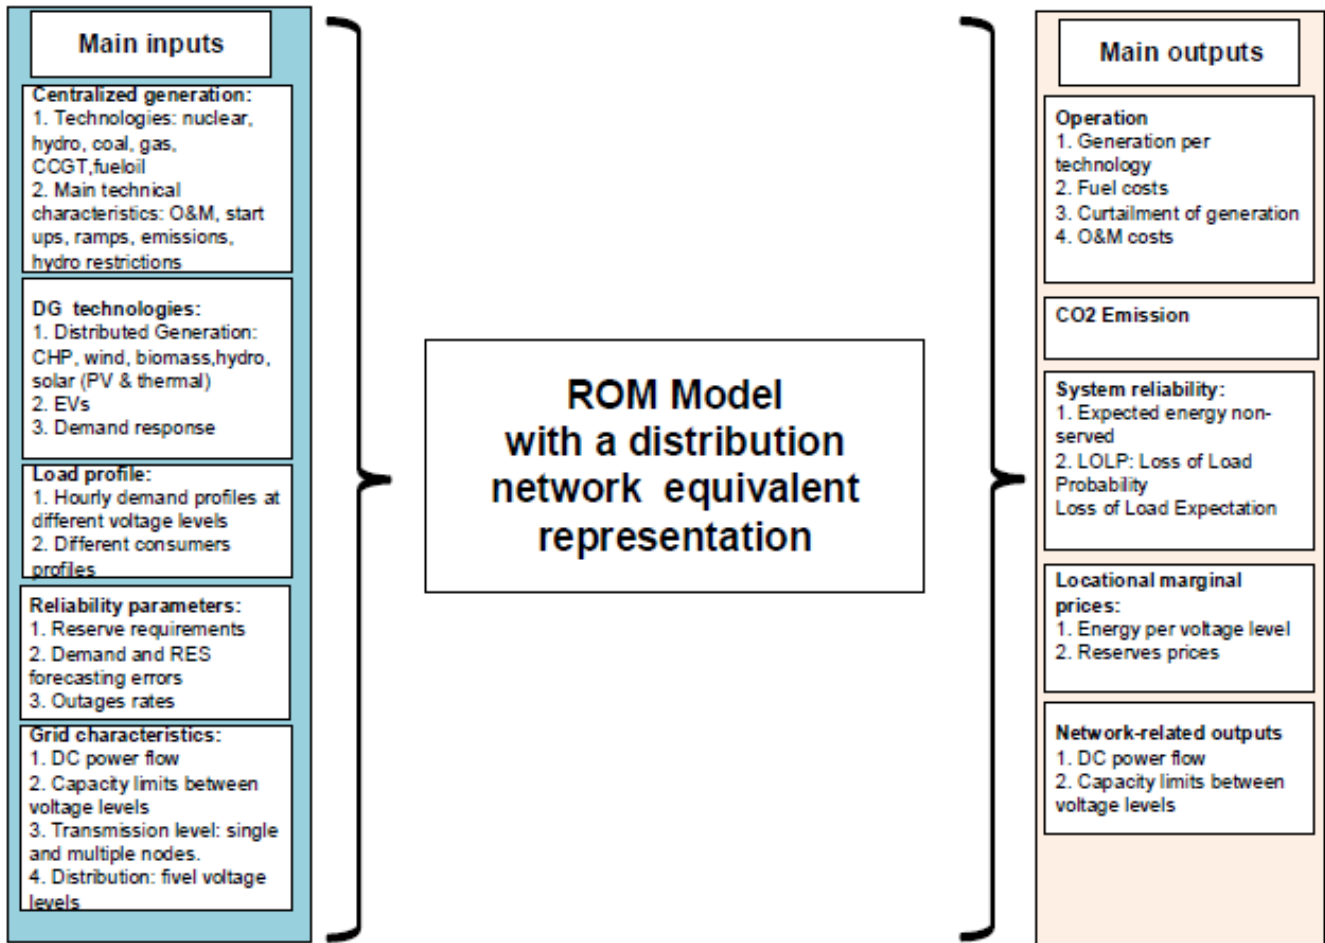 Main inputs
Centralized generation:
1. Technologies: nuclear,
hydro, coal, gas,
CCGT,fueloil
2. Main technical
characteristics: O&M, start
ups, ramps, emissions,
hydro restrictions
DG technologies:
1. Distributed Generation:
CHP, wind, biomass,hydro,
solar (PV & thermal)
2. EVs
3. Demand response
Load profile:
1. Hourly demand profiles at
different voltage levels
2. Different consumers
profiles
Reliability parameters:
1. Reserve requirements
2. Demand and RES
forecasting errors
3. Outages rates
Grid characteristics:
1. DC power flow
2. Capacity limits between
voltage levels
3. Transmission level: single
and multiple nodes.
4. Distribution: fivel voltage
levels
ROM Model
with a distribution
network equivalent
representation
Main outputs
Operation
1. Generation per
technology
2. Fuel costs
3. Curtailment of generation
4. O&M costs
CO2 Emission
System reliability:
1. Expected energy non-
served
2. LOLP: Loss of Load
Probability
Loss of Load Expectation
Locational marginal
prices:
1. Energy per voltage level
2. Reserves prices
Network-related outputs
1. DC power flow
2. Capacity limits between
voltage levels